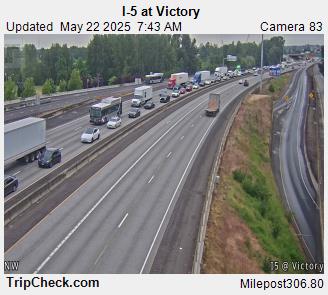 I-5 at Victory
Updated  May 22 2025  7:43 AM
Camera 83
NW
I5 @ Victory
TripCheck.com
Milepost306.80